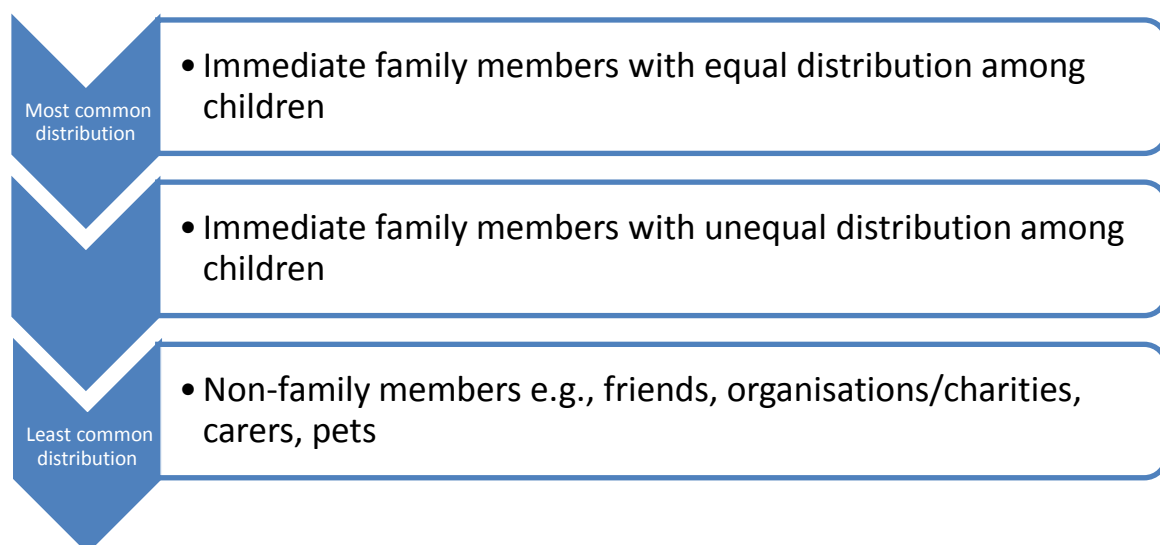 Most common
distribution
• Immediate family members with equal distribution among
children
• Immediate family members with unequal distribution among
children
Least common
distribution
• Non-family members e.g., friends, organisations/charities,
carers, pets